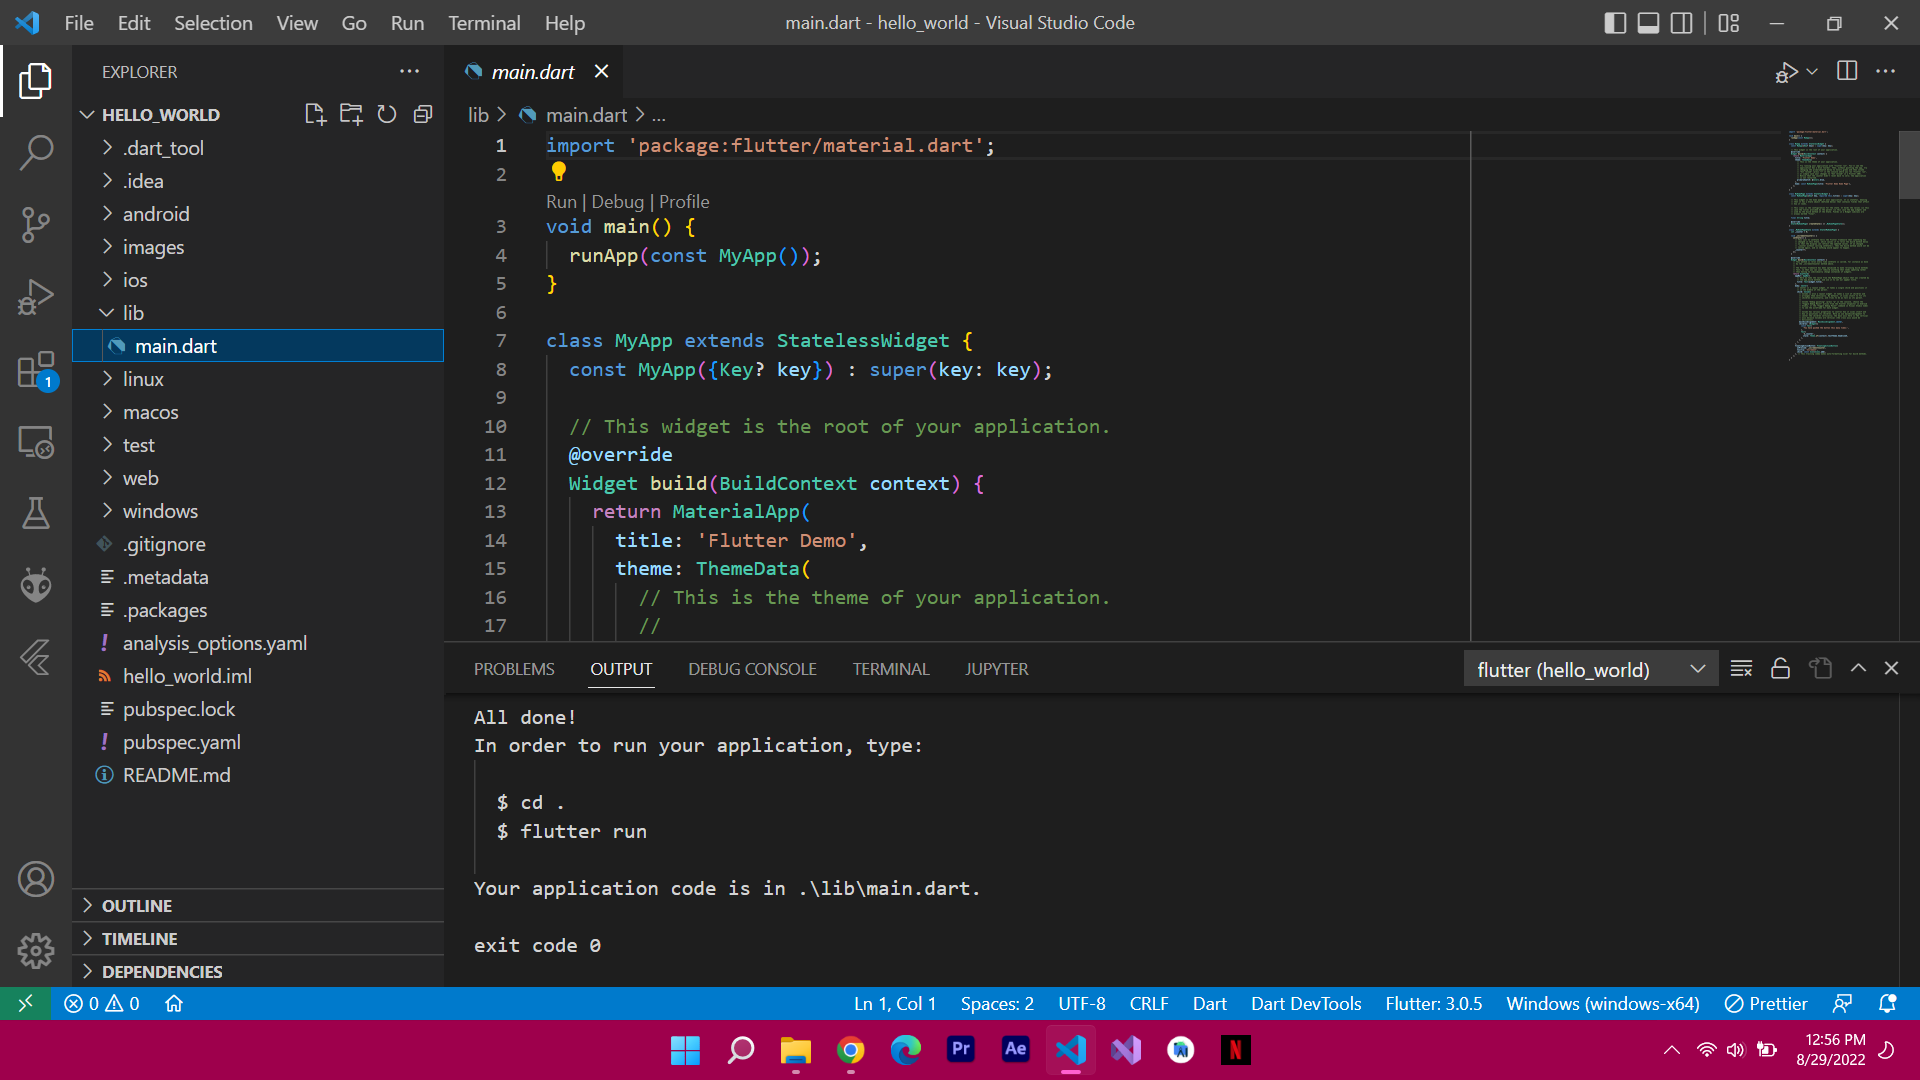 File Edit Selection View Go Run Terminal Help
main.dart - hello_world - Visual Studio Code
EXPLORER
HELLO_WORLD
.dart_tool
.idea
android
images
ios
lib
main.dart
linux
macos
test
web
windows
.gitignore
.metadata
.packages
analysis_options.yaml
hello_world.iml
pubspec.lock
pubspec.yaml
README.md
OUTLINE
TIMELINE
DEPENDENCIES
1
main.dart
lib > main.dart > ...
1 import 'package:flutter/material.dart';
2
Run | Debug | Profile
3 void main() {
4 runApp(const MyApp());
5 }
6
7 class MyApp extends StatelessWidget {
8 const MyApp({Key? key}) : super(key: key);
9
10 // This widget is the root of your application.
11 @override
12 Widget build(BuildContext context) {
13 return MaterialApp(
14 title: 'Flutter Demo',
15 theme: ThemeData(
16 // This is the theme of your application.
17 //
PROBLEMS OUTPUT DEBUG CONSOLE TERMINAL JUPYTER
flutter (hello_world)
All done!
In order to run your application, type:
$ cd .
$ flutter run
Your application code is in .\lib\main.dart.
exit code 0
0 0
Ln 1, Col 1 Spaces: 2 UTF-8 CRLF Dart Dart DevTools Flutter: 3.0.5 Windows (windows-x64) Prettier
Pr Ae N
12:56 PM
8/29/2022